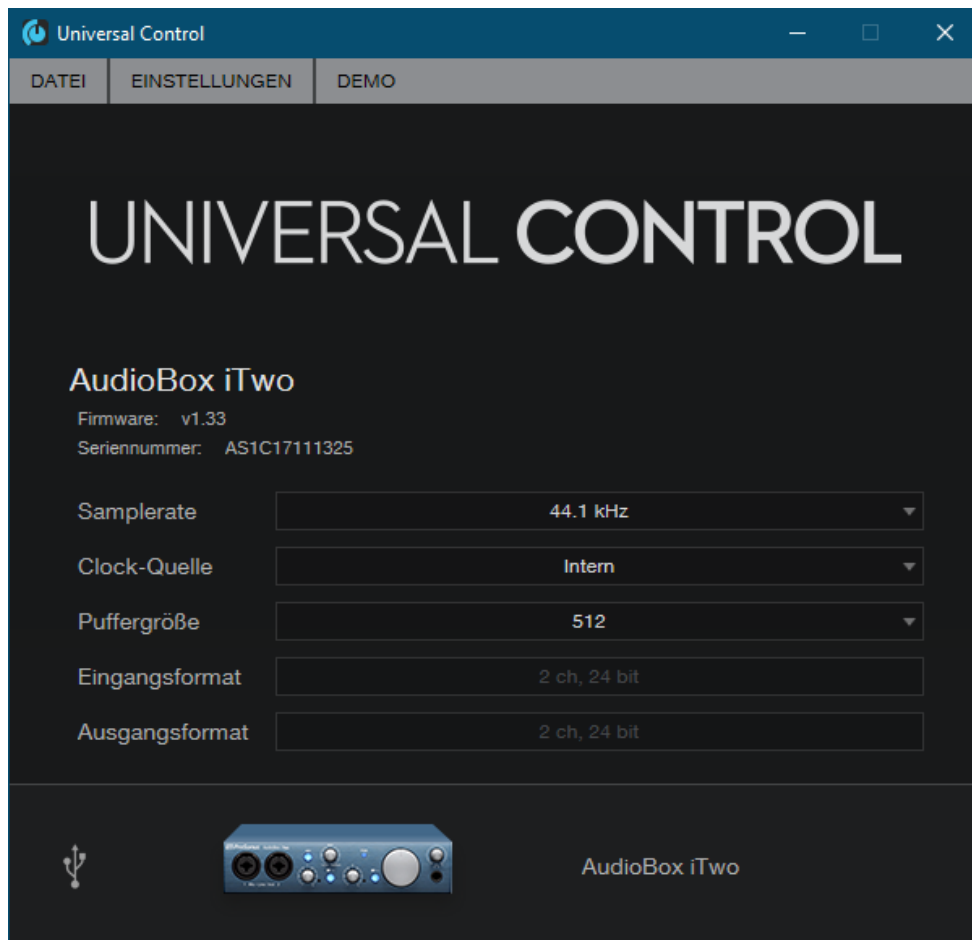 Universal Control
DATEI EINSTELLUNGEN DEMO
UNIVERSAL CONTROL
AudioBox iTwo
Firmware: v1.33
Seriennummer: AS1C17111325
Samplerate 44.1 kHz
Clock-Quelle Intern
Puffergröße 512
Eingangsformat 2 ch, 24 bit
Ausgangsformat 2 ch, 24 bit
AudioBox iTwo